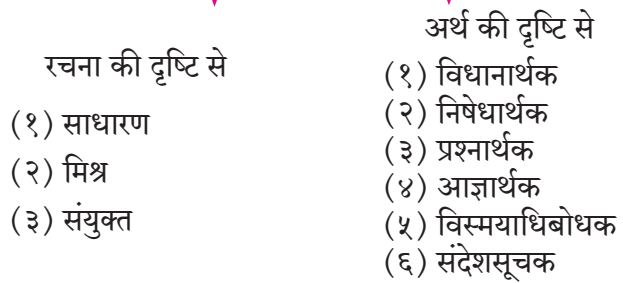 रचना की दृष्टि से
(१) साधारण
(२) मिश्र
(३) संयुक्त
अर्थ की दृष्टि से
(१) विधानार्थक
(२) निषेधार्थक
(३) प्रश्नार्थक
(४) आज्ञार्थक
(५) विस्मयाधिबोधक
(६) संदेशसूचक